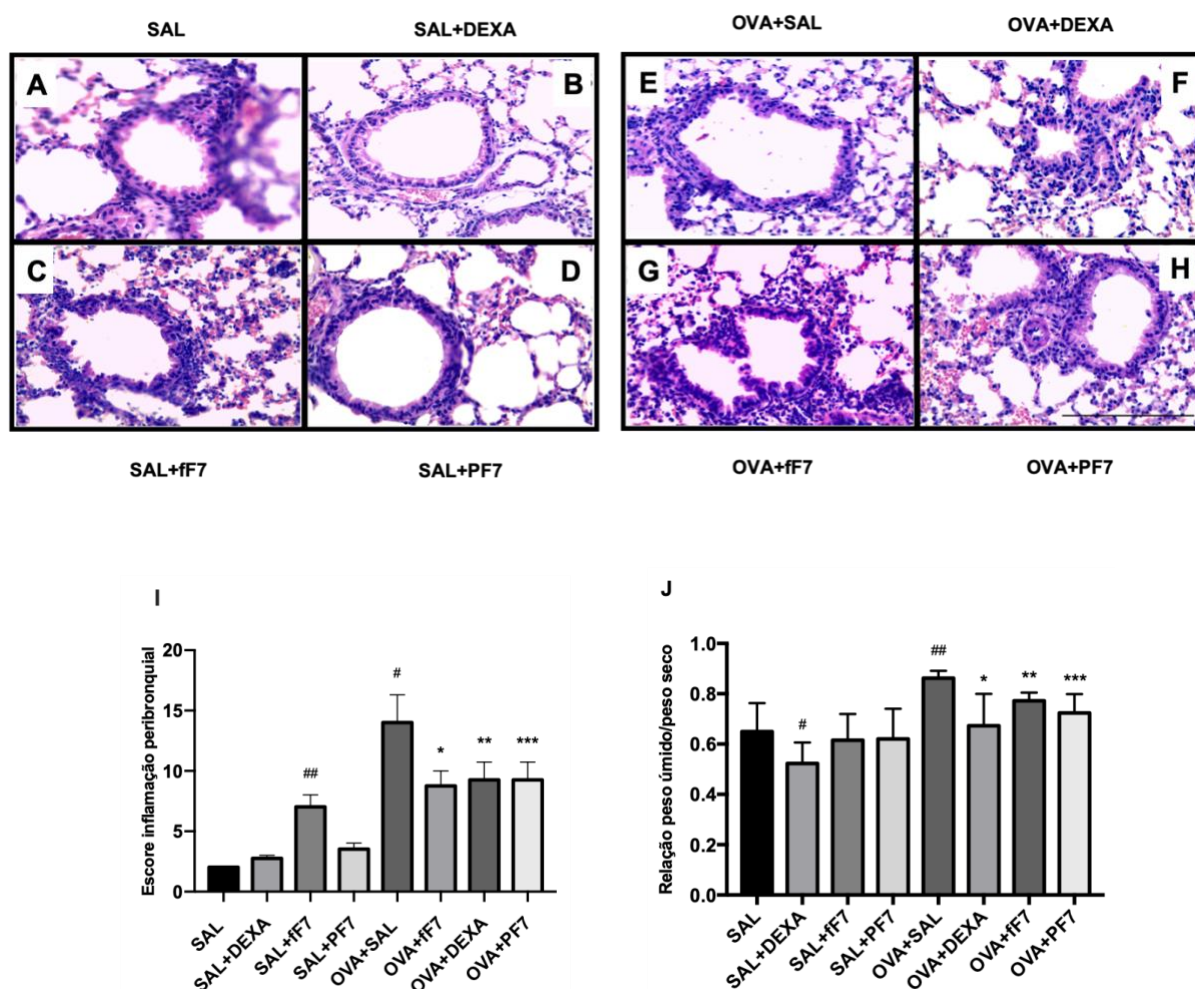 SAL SAL+DEXA OVA+SAL OVA+DEXA
A B E F
C D G H
SAL+fF7 SAL+PF7 OVA+fF7 OVA+PF7
I
Escore inflamação peribronquial
20
15
10
5
0
## # * ** ***
SAL
SAL+DEXA
SAL+fF7
SAL+PF7
OVA+SAL
OVA+fF7
OVA+DEXA
OVA+PF7
J
Relação peso úmido/peso seco
1.0
0.8
0.6
0.4
0.2
0.0
# ## * ** ***
SAL
SAL+DEXA
SAL+fF7
SAL+PF7
OVA+SAL
OVA+DEXA
OVA+fF7
OVA+PF7